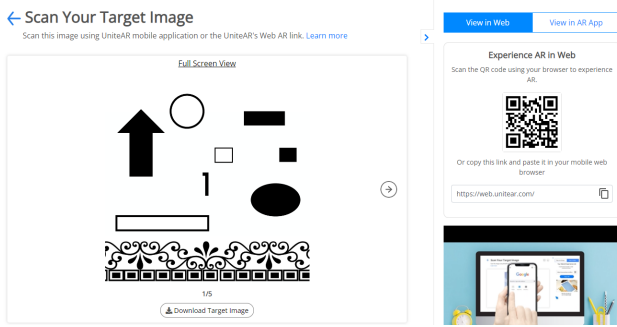 Scan Your Target Image
Scan this image using UniteAR mobile application or the UniteAR's Web AR link. Learn more
Full Screen View
1/5
Download Target Image
View in Web
View in AR App
Experience AR in Web
Scan the QR code using your browser to experience
AR.
Or copy this link and paste it in your mobile web
browser
https://web.unitear.com/
Google